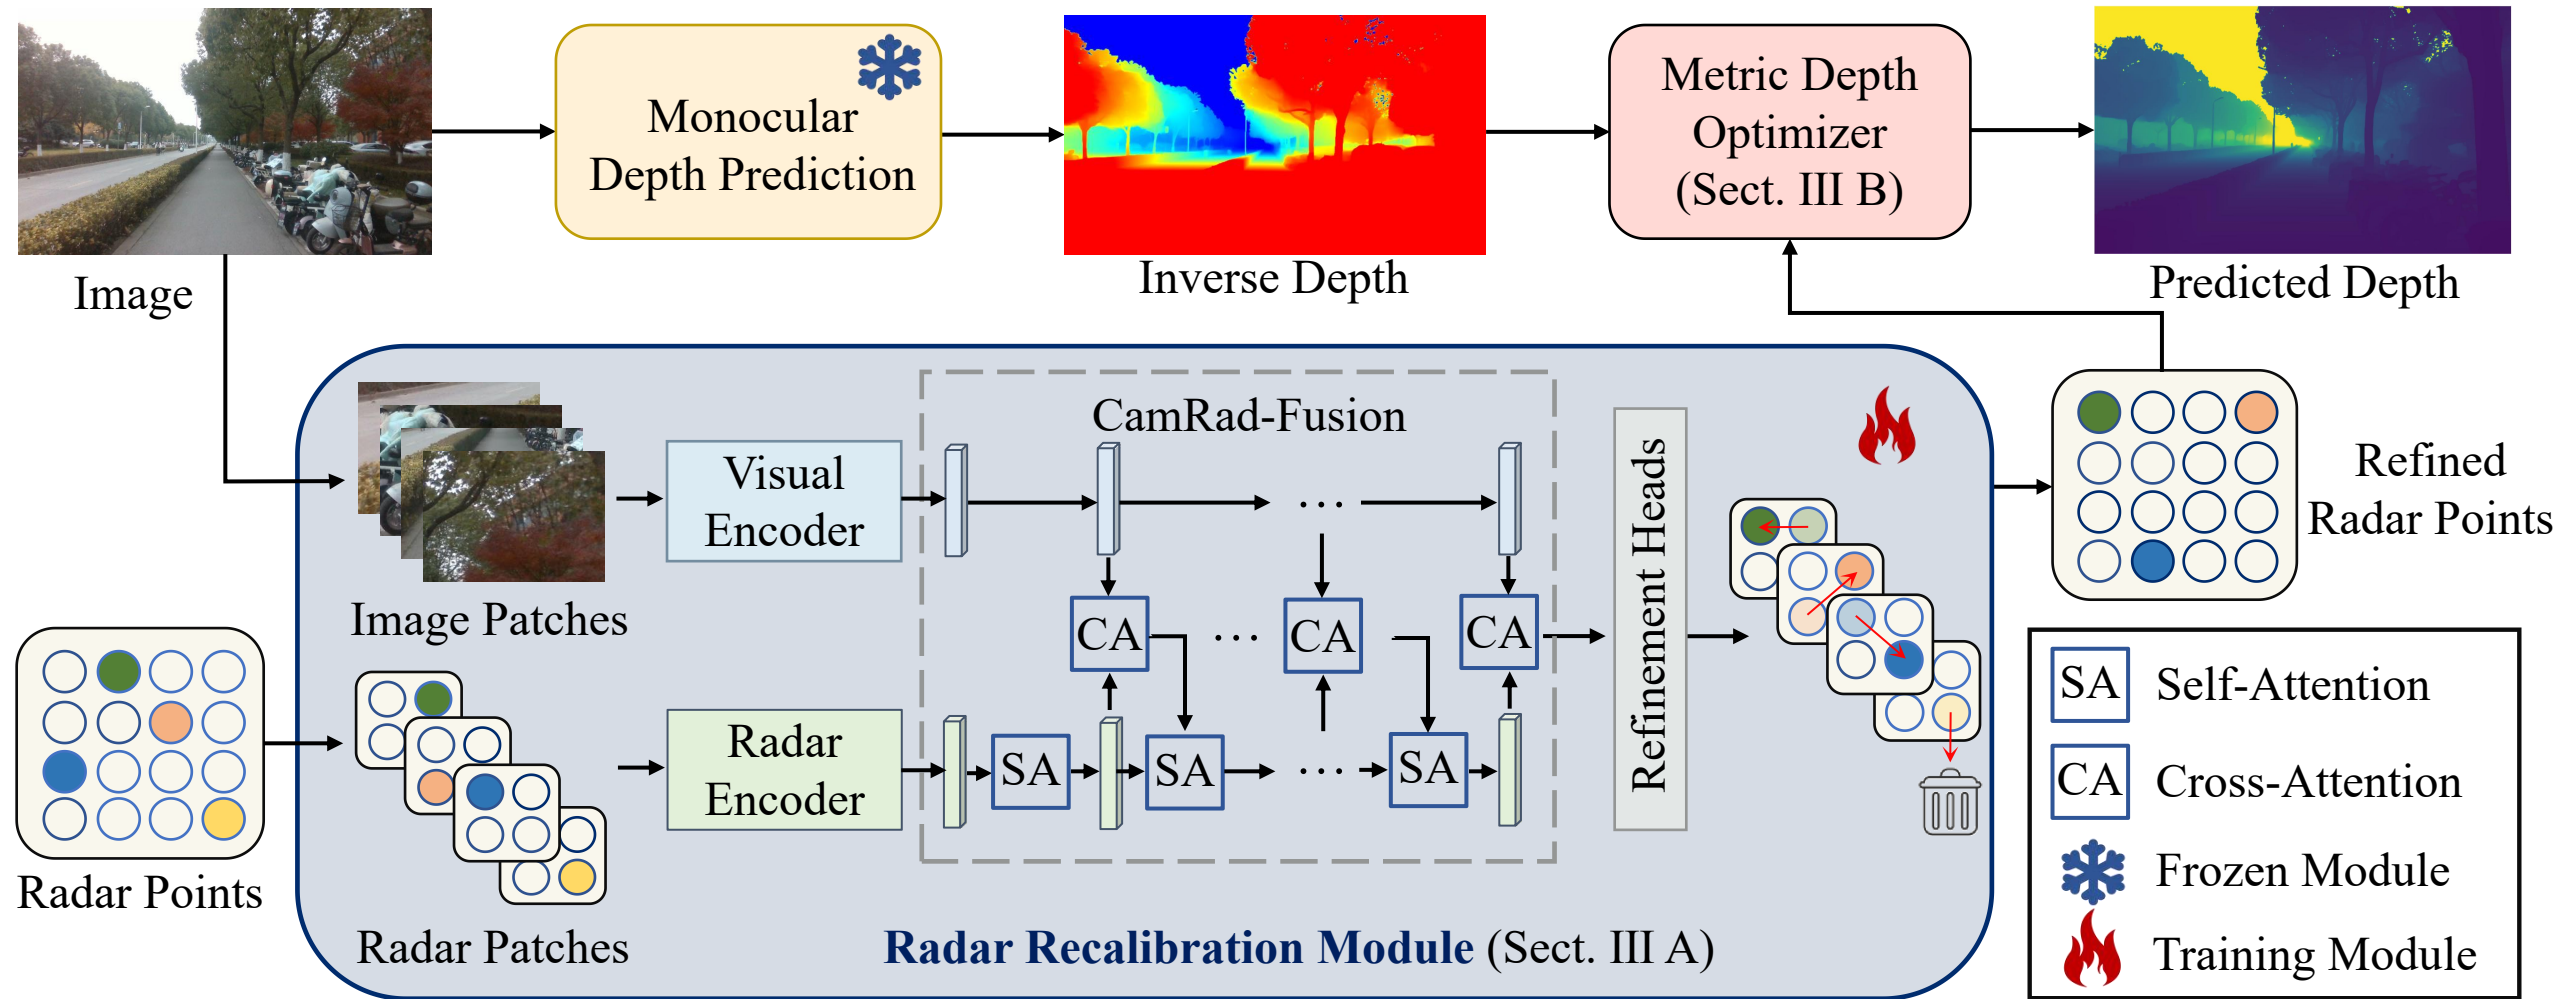 Monocular
Depth Prediction
Metric Depth
Optimizer
(Sect. III B)
Image
Inverse Depth
Predicted Depth
CamRad-Fusion
Visual
Encoder
...
Refinement Heads
Refined
Radar Points
Image Patches
CA
...
CA
CA
Radar
Encoder
SA
SA
...
SA
Radar Points
Radar Patches
Radar Recalibration Module (Sect. III A)
SA Self-Attention
CA Cross-Attention
Frozen Module
Training Module